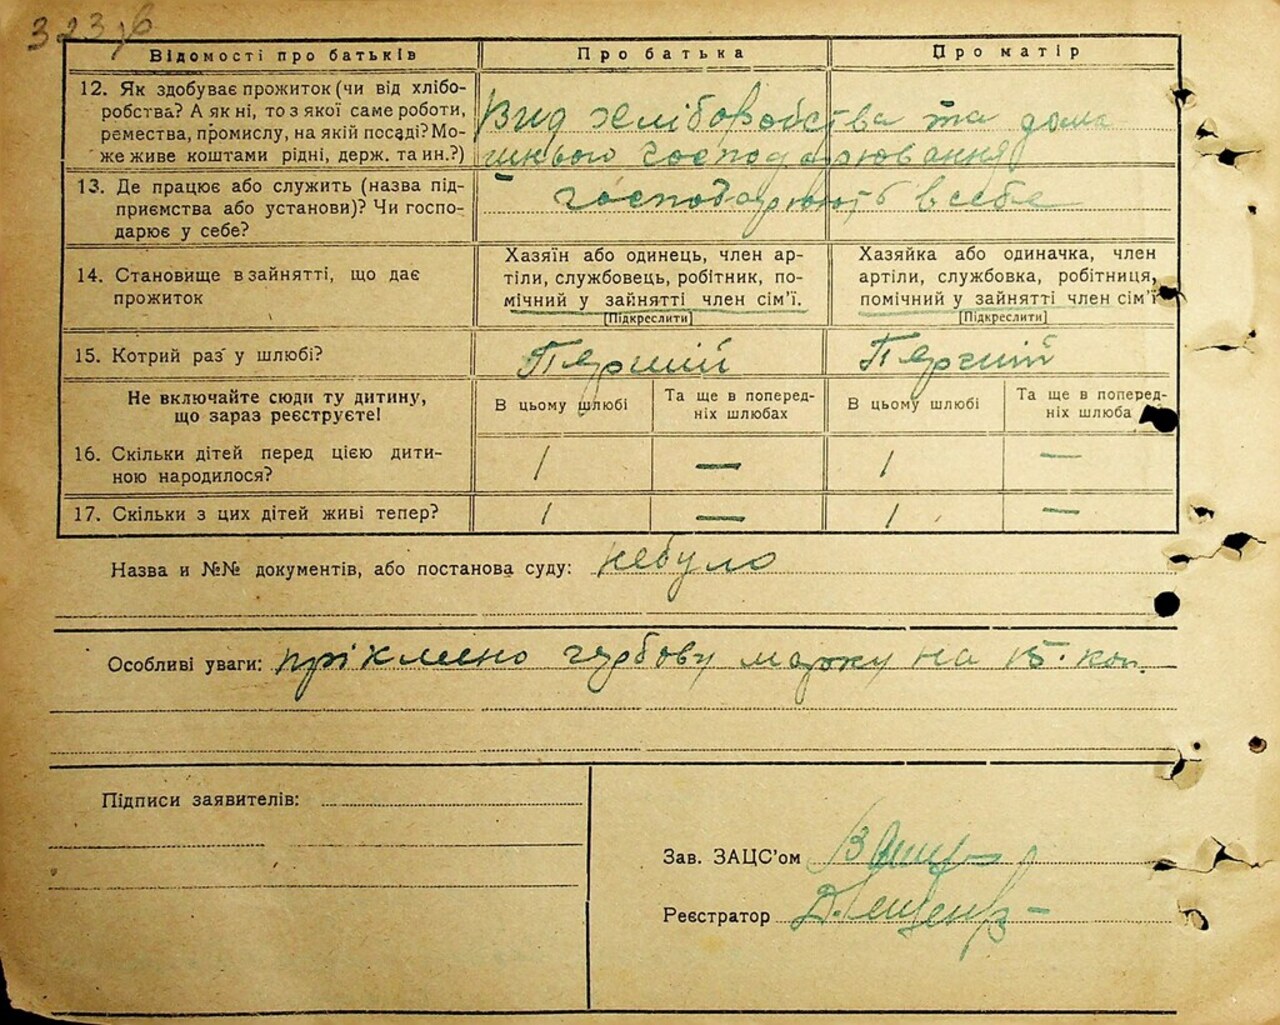 323зв
Відомості про батьків Про батька Про матір
12. Як здобуває прожиток (чи від хлібо-
робства? А як ні, то з якої саме роботи,
ремества, промислу, на якій посаді? Мо-
же живе коштами рідні, держ. та ин.?)
Вид хліборобства та дома
шнього господарювання
13. Де працює або служить (назва під-
приємства або установи)? Чи госпо-
дарює у себе?
господарюють в себе
14. Становище в зайнятті, що дає
прожиток
Хазяїн або одинець, член ар-
тіли, службовець, робітник, по-
мічний у зайнятті член сім'ї.
[Підкреслити]
Хазяйка або одиначка, член
артіли, службовка, робітниця,
помічний у зайнятті член сім'ї
[Підкреслити]
15. Котрий раз у шлюбі? Перший Перший
Не включайте сюди ту дитину,
що зараз реєструєте!
В цьому шлюбі
Та ще в поперед-
ніх шлюбах
В цьому шлюбі
Та ще в поперед-
ніх шлюба
16. Скільки дітей перед цією дити-
ною народилося?
1 — 1 —
17. Скільки з цих дітей живі тепер? 1 — 1 —
Назва и №№ документів, або постанова суду: небуло
Особливі уваги: пріклеено гербову марку на 15. коп.
Підписи заявителів:
Зав. ЗАЦС'ом
Реєстратор